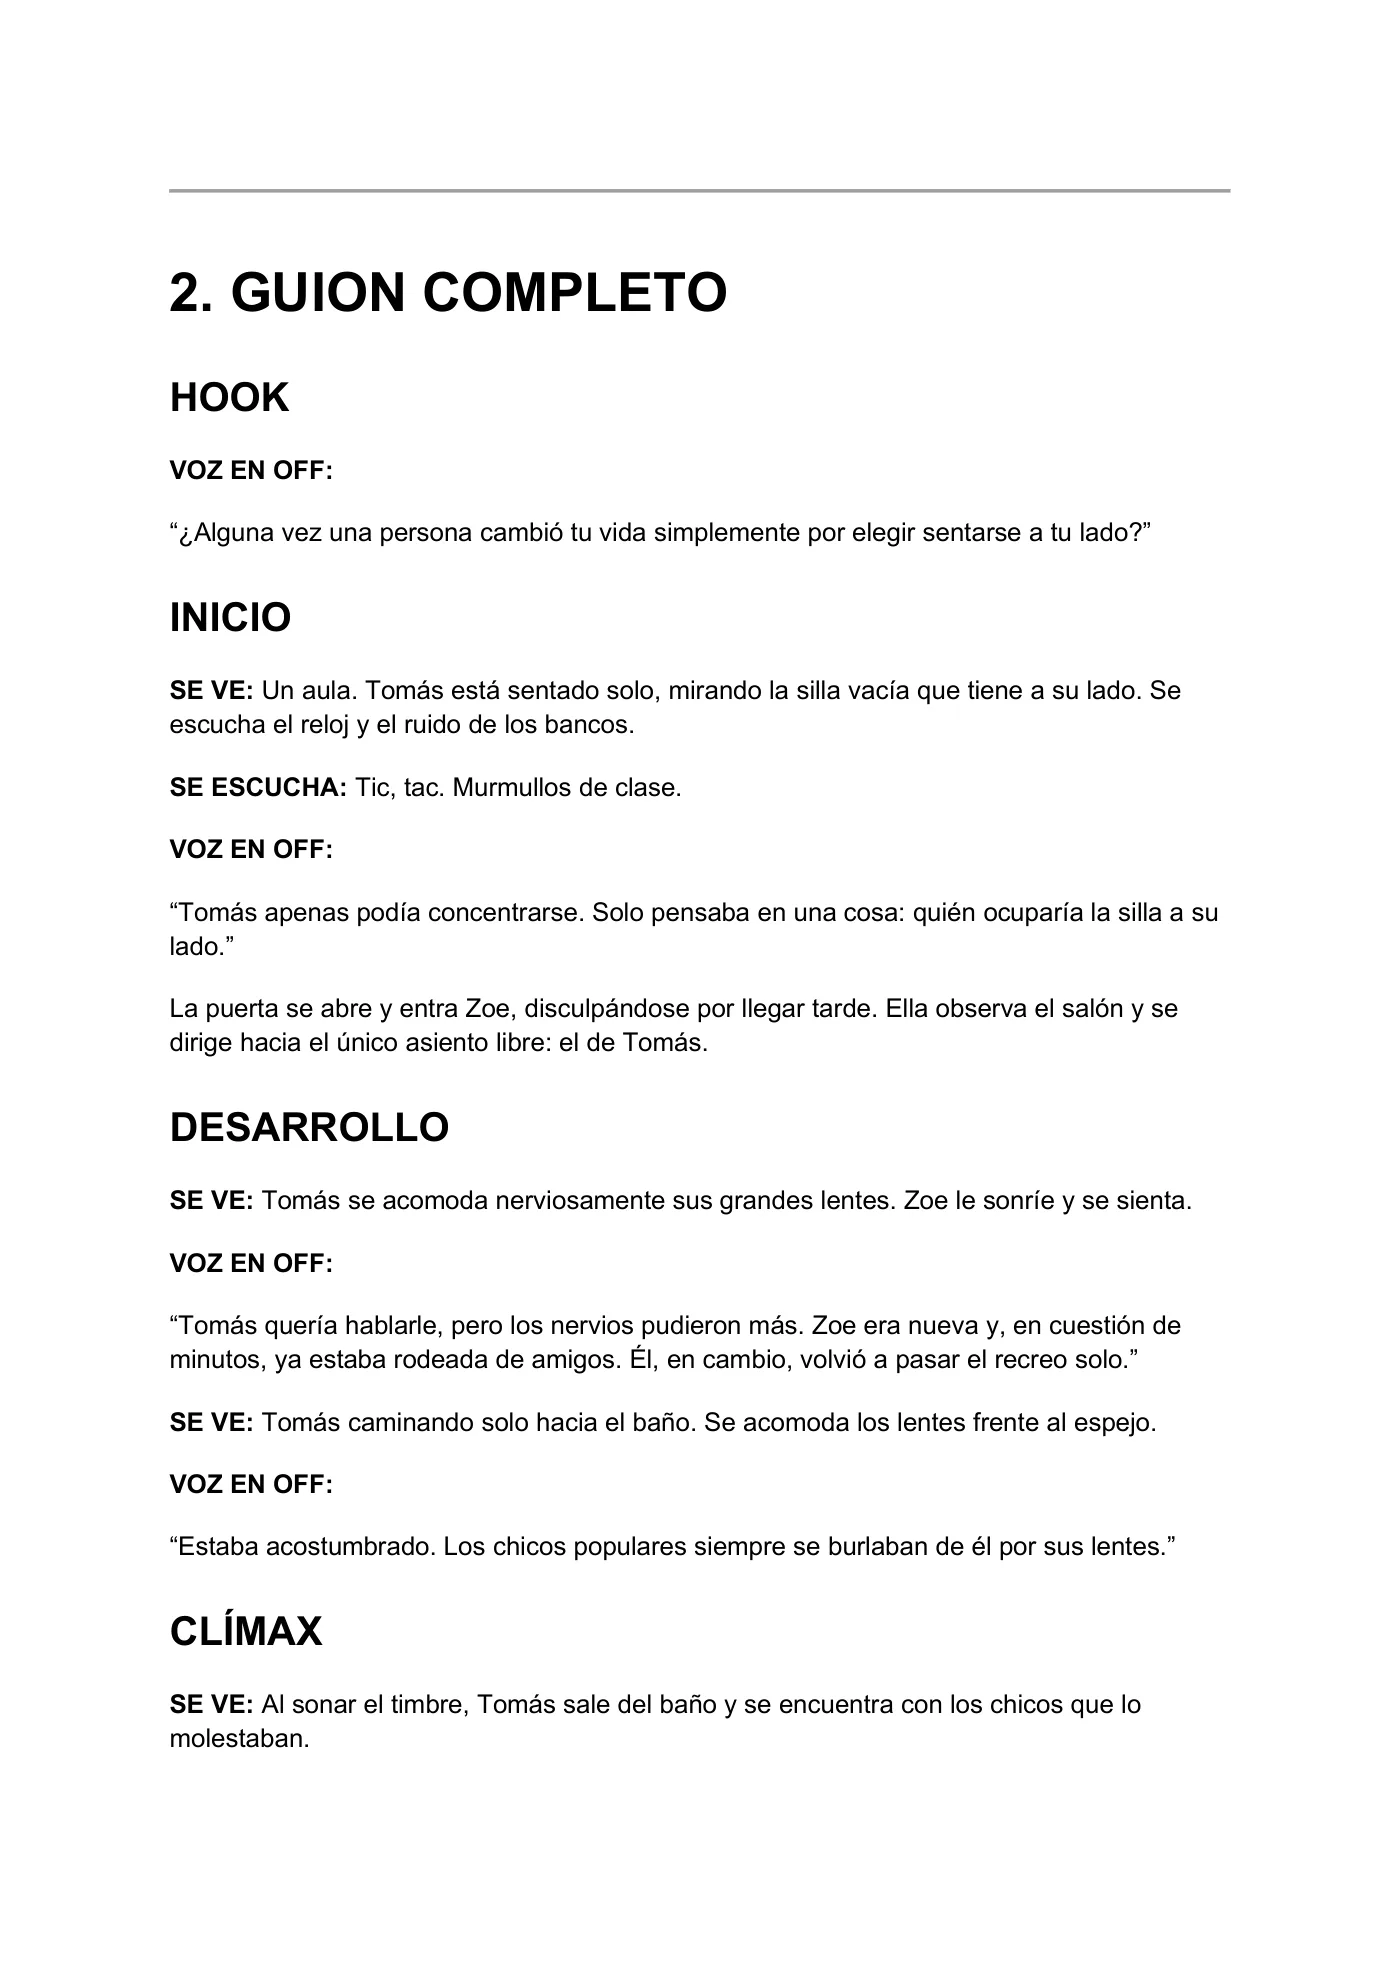 2. GUION COMPLETO
HOOK
VOZ EN OFF:
“¿Alguna vez una persona cambió tu vida simplemente por elegir sentarse a tu lado?”
INICIO
SE VE: Un aula. Tomás está sentado solo, mirando la silla vacía que tiene a su lado. Se
escucha el reloj y el ruido de los bancos.
SE ESCUCHA: Tic, tac. Murmullos de clase.
VOZ EN OFF:
“Tomás apenas podía concentrarse. Solo pensaba en una cosa: quién ocuparía la silla a su
lado.”
La puerta se abre y entra Zoe, disculpándose por llegar tarde. Ella observa el salón y se
dirige hacia el único asiento libre: el de Tomás.
DESARROLLO
SE VE: Tomás se acomoda nerviosamente sus grandes lentes. Zoe le sonríe y se sienta.
VOZ EN OFF:
“Tomás quería hablarle, pero los nervios pudieron más. Zoe era nueva y, en cuestión de
minutos, ya estaba rodeada de amigos. Él, en cambio, volvió a pasar el recreo solo.”
SE VE: Tomás caminando solo hacia el baño. Se acomoda los lentes frente al espejo.
VOZ EN OFF:
“Estaba acostumbrado. Los chicos populares siempre se burlaban de él por sus lentes.”
CLÍMAX
SE VE: Al sonar el timbre, Tomás sale del baño y se encuentra con los chicos que lo
molestaban.